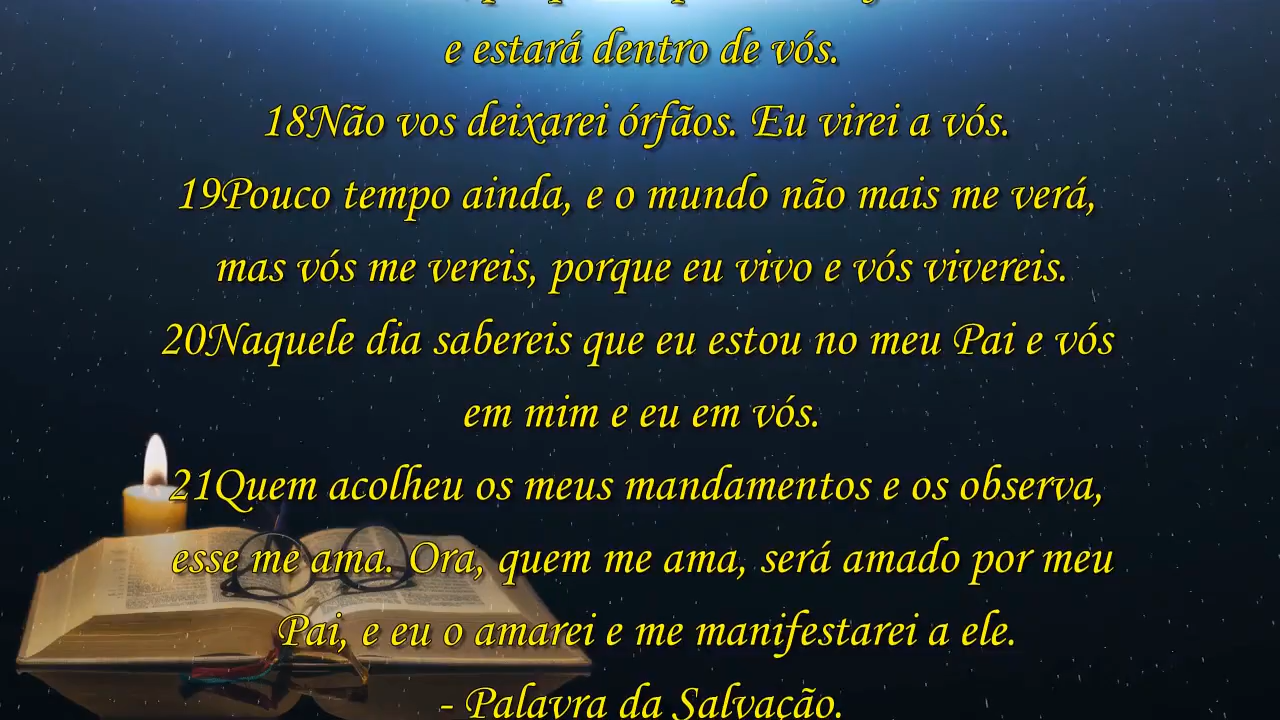 e estará dentro de vós.
18Não vos deixarei órfãos. Eu virei a vós.
19Pouco tempo ainda, e o mundo não mais me verá,
mas vós me vereis, porque eu vivo e vós vivereis.
20Naquele dia sabereis que eu estou no meu Pai e vós
em mim e eu em vós.
21Quem acolheu os meus mandamentos e os observa,
esse me ama. Ora, quem me ama, será amado por meu
Pai, e eu o amarei e me manifestarei a ele.
- Palavra da Salvação.